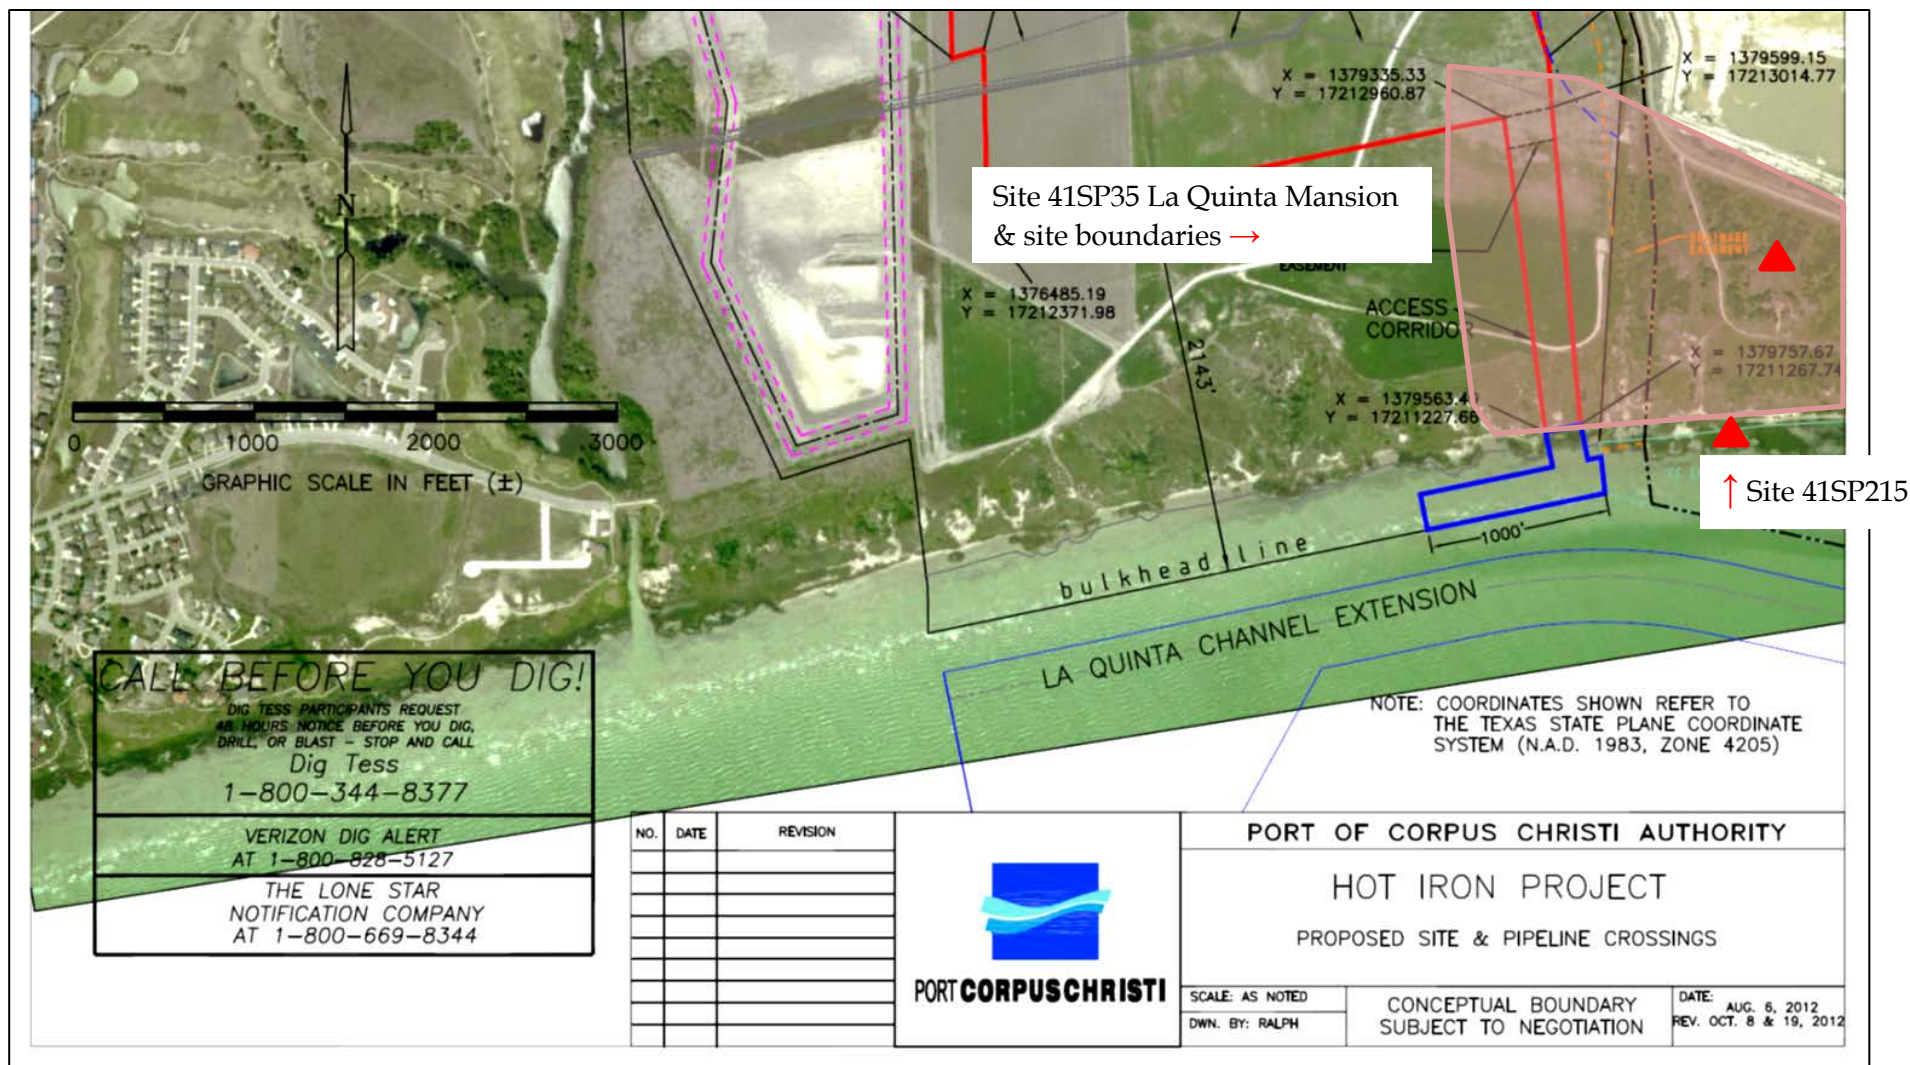 X = 1379599.15
Y = 17213014.77
X = 1379335.33
Y = 17212960.87
N
Site 41SP35 La Quinta Mansion
& site boundaries →
EASEMENT
DRAINAGE
EASEMENT
X = 1376485.19
Y = 17212371.98
ACCESS
CORRIDOR
2143'
X = 1379757.67
Y = 17211267.74
X = 1379563.4
Y = 17211227.66
0 1000 2000 3000
GRAPHIC SCALE IN FEET (±)
↑ Site 41SP215
1000'
bulkhead line
LA QUINTA CHANNEL EXTENSION
NOTE: COORDINATES SHOWN REFER TO
THE TEXAS STATE PLANE COORDINATE
SYSTEM (N.A.D. 1983, ZONE 4205)
CALL BEFORE YOU DIG!
DIG TESS PARTICIPANTS REQUEST
48 HOURS NOTICE BEFORE YOU DIG,
DRILL, OR BLAST - STOP AND CALL
Dig Tess
1-800-344-8377
VERIZON DIG ALERT
AT 1-800-828-5127
THE LONE STAR
NOTIFICATION COMPANY
AT 1-800-669-8344
NO. DATE REVISION
PORT CORPUSCHRISTI
PORT OF CORPUS CHRISTI AUTHORITY
HOT IRON PROJECT
PROPOSED SITE & PIPELINE CROSSINGS
SCALE: AS NOTED
DWN. BY: RALPH
CONCEPTUAL BOUNDARY
SUBJECT TO NEGOTIATION
DATE: AUG. 6, 2012
REV. OCT. 8 & 19, 2012